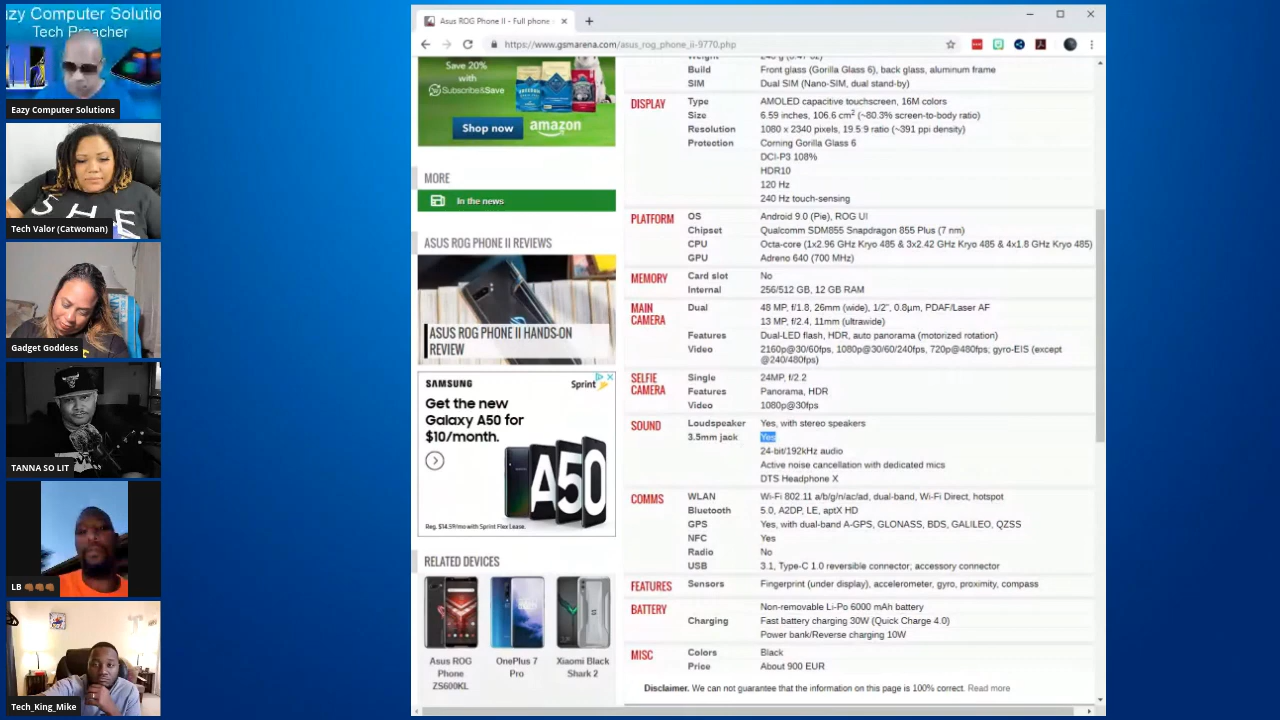 azy Computer Solutions
Tech Preacher
Eazy Computer Solutions
S H E
Tech Valor (Catwoman)
Gadget Goddess
TANNA SO LIT
LB 👊🏾👊🏾👊🏾
Tech_King_Mike
Asus ROG Phone II - Full phone
https://www.gsmarena.com/asus_rog_phone_ii-9770.php
Save 20%
with
Subscribe&Save
Shop now
amazon
MORE
In the news
ASUS ROG PHONE II REVIEWS
ASUS ROG PHONE II HANDS-ON
REVIEW
SAMSUNG
Sprint
Get the new
Galaxy A50 for
$10/month.
A50
Reg. $14.59/mo with Sprint Flex Lease.
RELATED DEVICES
Asus ROG
Phone
ZS600KL
OnePlus 7
Pro
Xiaomi Black
Shark 2
Weight
Build Front glass (Gorilla Glass 6), back glass, aluminum frame
SIM Dual SIM (Nano-SIM, dual stand-by)
DISPLAY Type AMOLED capacitive touchscreen, 16M colors
Size 6.59 inches, 106.6 cm2 (~80.3% screen-to-body ratio)
Resolution 1080 x 2340 pixels, 19.5:9 ratio (~391 ppi density)
Protection Corning Gorilla Glass 6
DCI-P3 108%
HDR10
120 Hz
240 Hz touch-sensing
PLATFORM OS Android 9.0 (Pie), ROG UI
Chipset Qualcomm SDM855 Snapdragon 855 Plus (7 nm)
CPU Octa-core (1x2.96 GHz Kryo 485 & 3x2.42 GHz Kryo 485 & 4x1.8 GHz Kryo 485)
GPU Adreno 640 (700 MHz)
MEMORY Card slot No
Internal 256/512 GB, 12 GB RAM
MAIN CAMERA Dual 48 MP, f/1.8, 26mm (wide), 1/2", 0.8µm, PDAF/Laser AF
13 MP, f/2.4, 11mm (ultrawide)
Features Dual-LED flash, HDR, auto panorama (motorized rotation)
Video 2160p@30/60fps, 1080p@30/60/240fps, 720p@480fps; gyro-EIS (except
@240/480fps)
SELFIE CAMERA Single 24MP, f/2.2
Features Panorama, HDR
Video 1080p@30fps
SOUND Loudspeaker Yes, with stereo speakers
3.5mm jack Yes
24-bit/192kHz audio
Active noise cancellation with dedicated mics
DTS Headphone X
COMMS WLAN Wi-Fi 802.11 a/b/g/n/ac/ad, dual-band, Wi-Fi Direct, hotspot
Bluetooth 5.0, A2DP, LE, aptX HD
GPS Yes, with dual-band A-GPS, GLONASS, BDS, GALILEO, QZSS
NFC Yes
Radio No
USB 3.1, Type-C 1.0 reversible connector; accessory connector
FEATURES Sensors Fingerprint (under display), accelerometer, gyro, proximity, compass
BATTERY Non-removable Li-Po 6000 mAh battery
Charging Fast battery charging 30W (Quick Charge 4.0)
Power bank/Reverse charging 10W
MISC Colors Black
Price About 900 EUR
Disclaimer. We can not guarantee that the information on this page is 100% correct. Read more